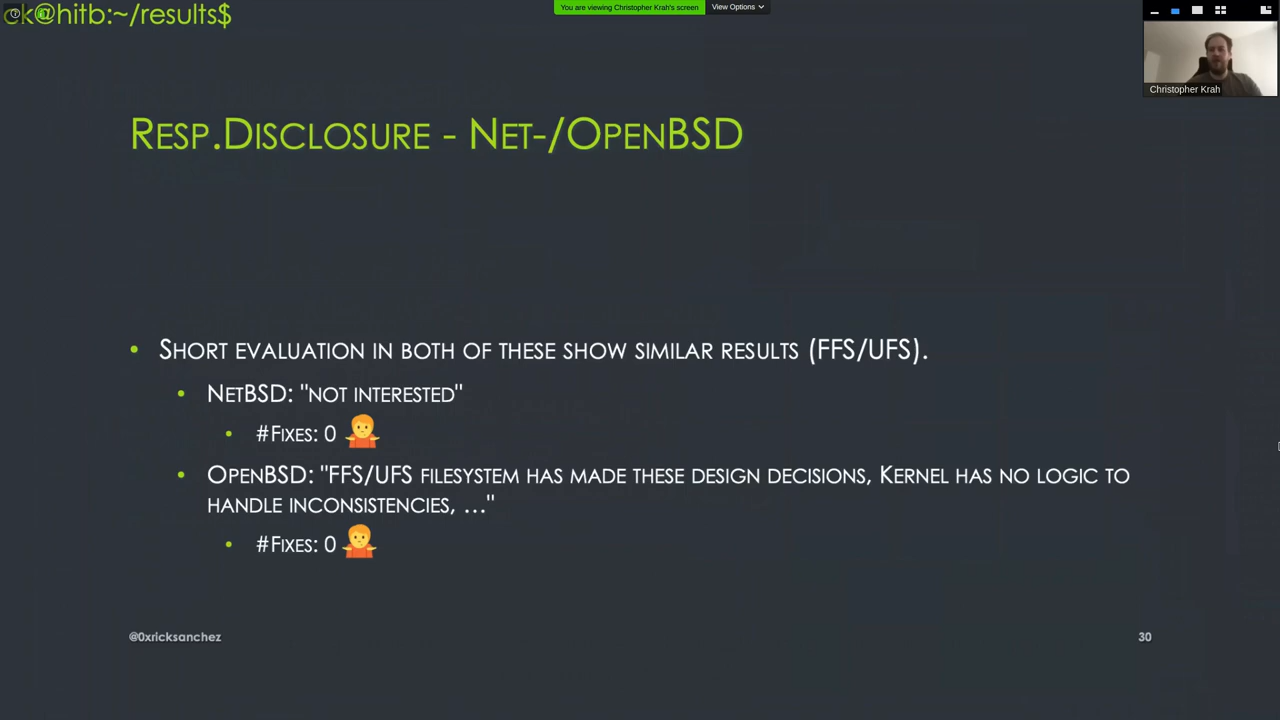 ck@hitb:~/results$
You are viewing Christopher Krah's screen
View Options
Christopher Krah
Resp.Disclosure - Net-/OpenBSD
• Short evaluation in both of these show similar results (FFS/UFS).
• NetBSD: "not interested"
• #Fixes: 0
• OpenBSD: "FFS/UFS filesystem has made these design decisions, Kernel has no logic to
handle inconsistencies, ..."
• #Fixes: 0
@0xricksanchez
30